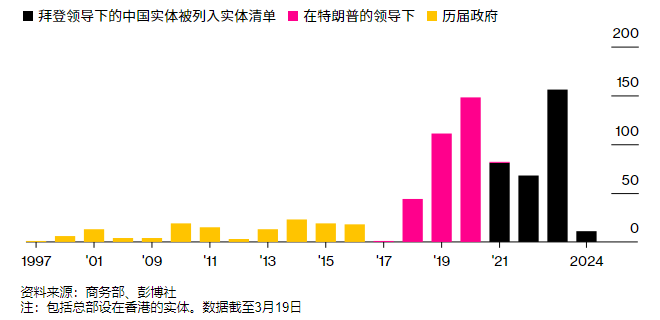 拜登领导下的中国实体被列入实体清单 在特朗普的领导下 历届政府
200
150
100
50
0
1997 '01 '09 '11 '13 '15 '17 '19 '21 2024
资料来源：商务部、彭博社
注：包括总部设在香港的实体。数据截至3月19日